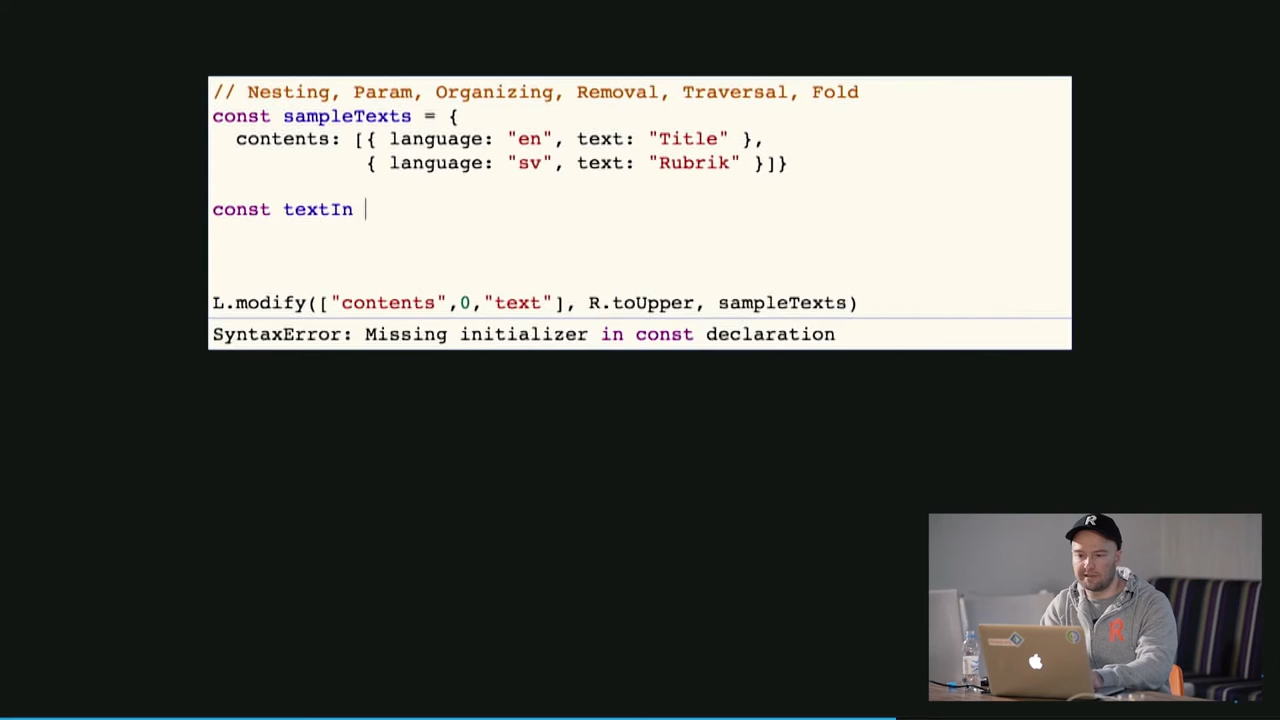 // Nesting, Param, Organizing, Removal, Traversal, Fold
const sampleTexts = {
  contents: [{ language: "en", text: "Title" },
             { language: "sv", text: "Rubrik" }]}
const textIn
L.modify(["contents",0,"text"], R.toUpper, sampleTexts)
SyntaxError: Missing initializer in const declaration
R
R